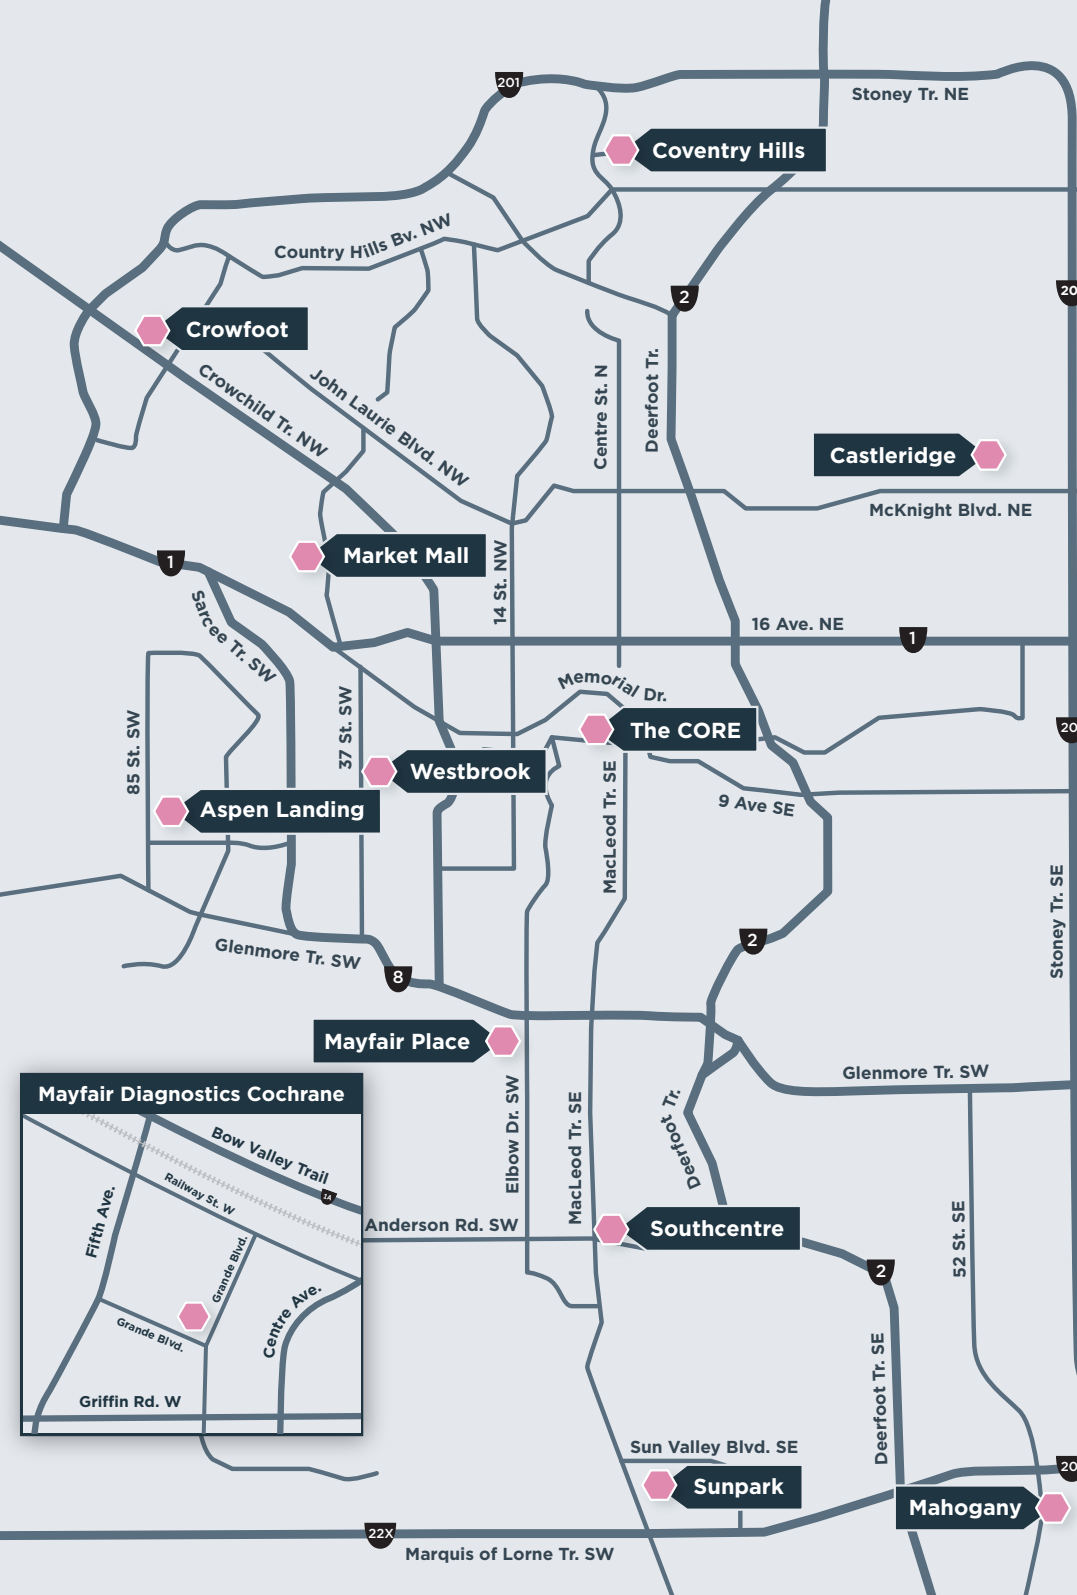 201
Stoney Tr. NE
Coventry Hills
Country Hills Bv. NW
2
20
Crowfoot
Crowchild Tr. NW
John Laurie Blvd. NW
Centre St. N
Deerfoot Tr.
Castleridge
McKnight Blvd. NE
1
Market Mall
14 St. NW
Sarcee Tr. SW
16 Ave. NE
1
Memorial Dr.
85 St. SW
37 St. SW
The CORE
20
Westbrook
Aspen Landing
MacLeod Tr. SE
9 Ave SE
Stoney Tr. SE
2
Glenmore Tr. SW
8
Mayfair Place
Glenmore Tr. SW
Elbow Dr. SW
MacLeod Tr. SE
Deerfoot Tr.
Mayfair Diagnostics Cochrane
Bow Valley Trail
1A
Railway St. W
Fifth Ave.
Grande Blvd.
Grande Blvd.
Centre Ave.
Griffin Rd. W
Anderson Rd. SW
Southcentre
52 St. SE
2
Deerfoot Tr. SE
Sun Valley Blvd. SE
20
Sunpark
Mahogany
22X
Marquis of Lorne Tr. SW